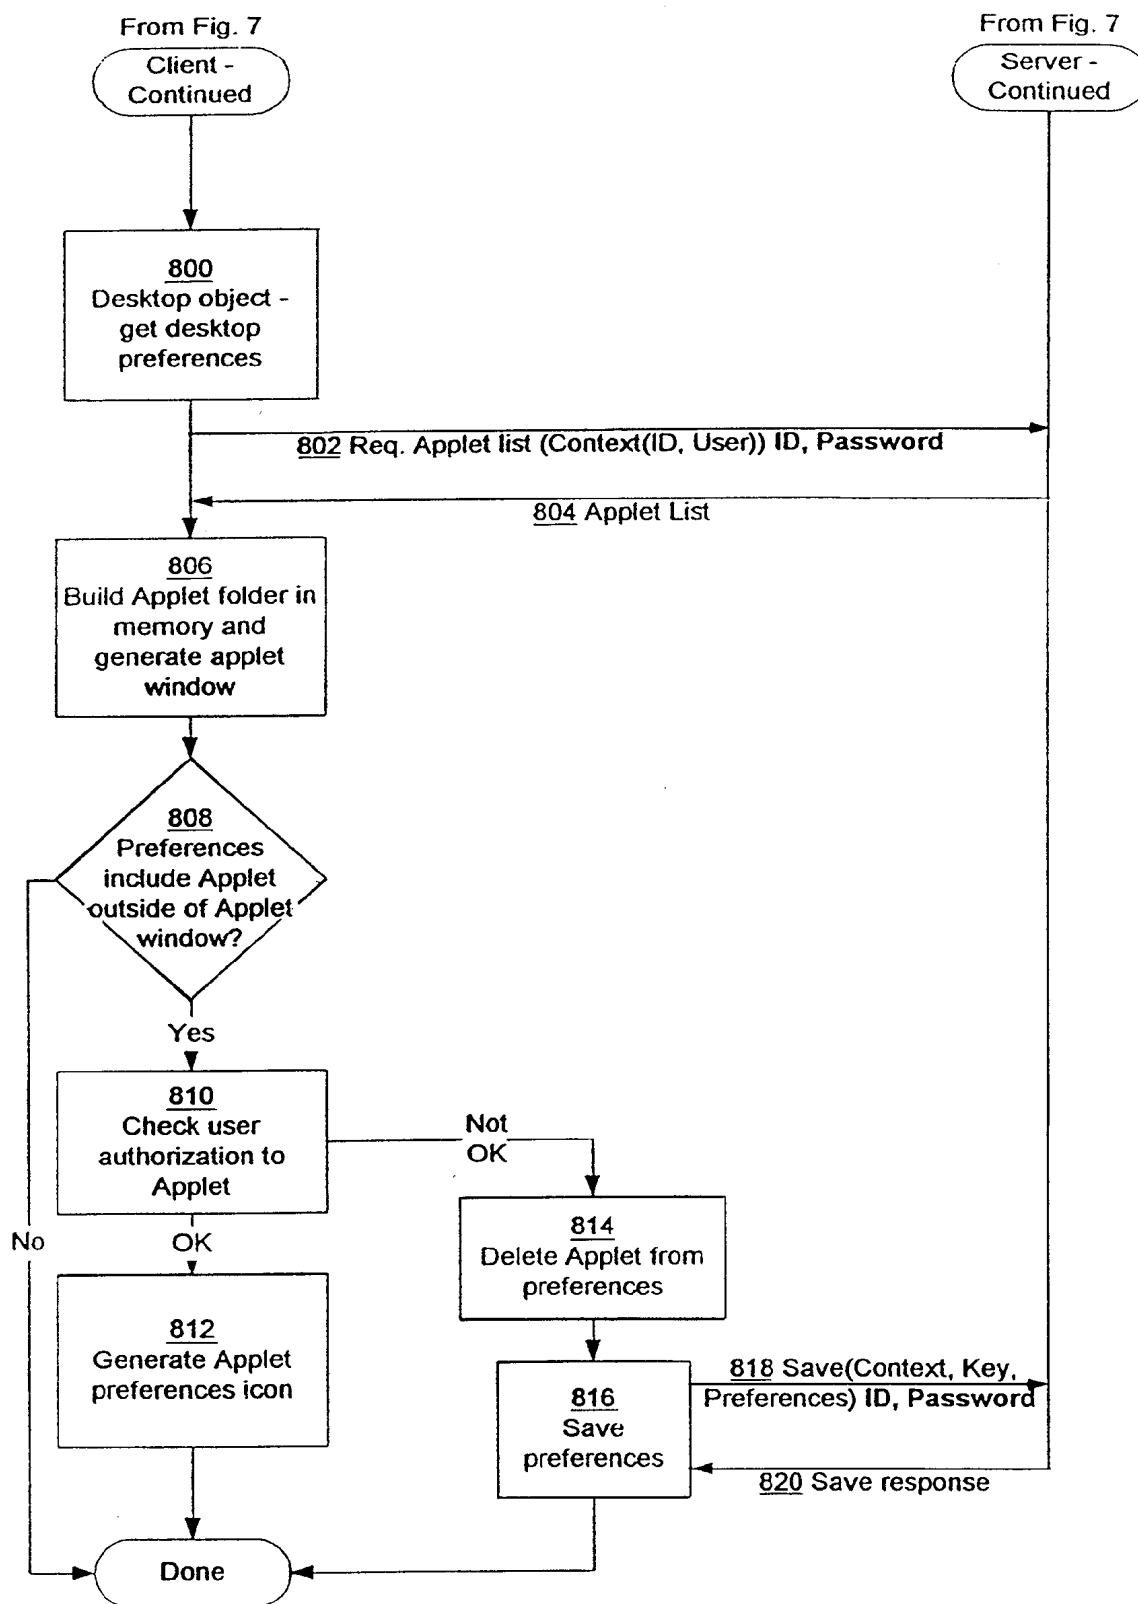 From Fig. 7
Client -
Continued
From Fig. 7
Server -
Continued
800
Desktop object -
get desktop
preferences
802 Req. Applet list (Context(ID, User)) ID, Password
804 Applet List
806
Build Applet folder in
memory and
generate applet
window
808
Preferences
include Applet
outside of Applet
window?
Yes
No
810
Check user
authorization to
Applet
Not
OK
OK
814
Delete Applet from
preferences
812
Generate Applet
preferences icon
816
Save
preferences
818 Save(Context, Key,
Preferences) ID, Password
820 Save response
Done